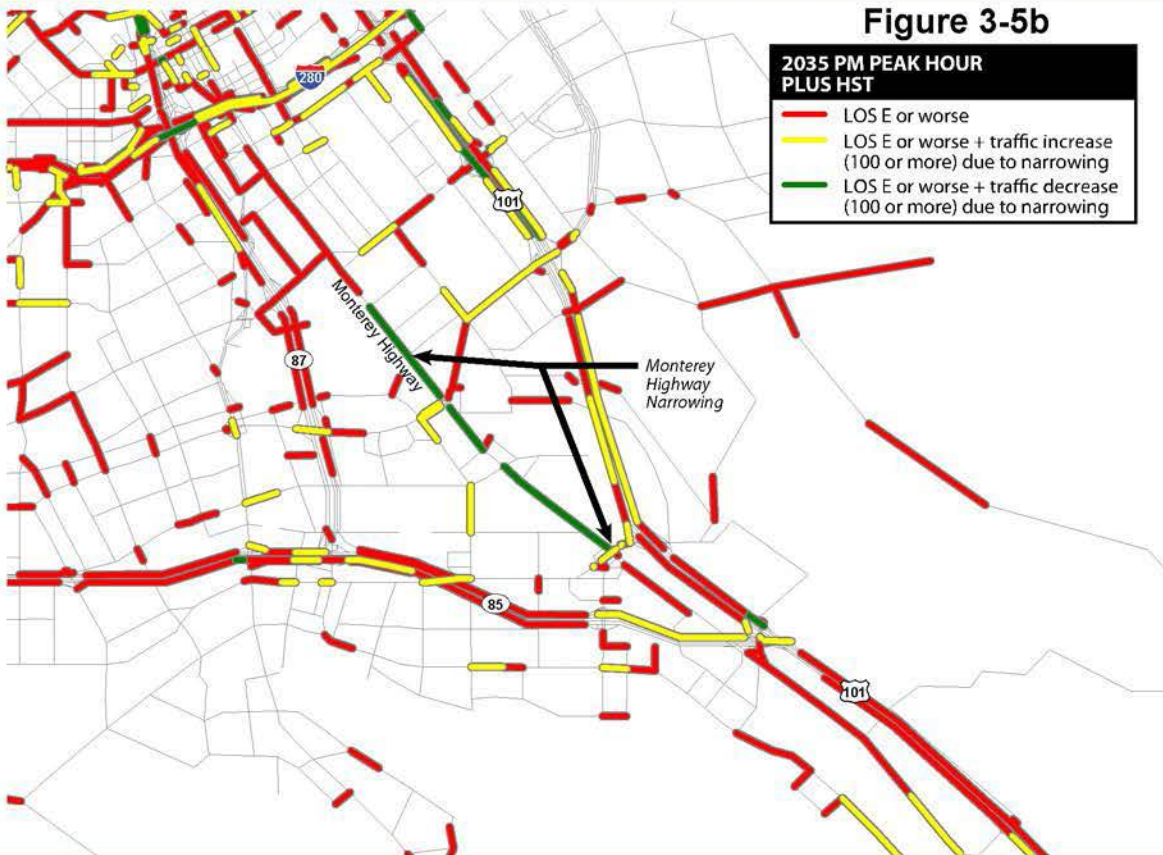 Figure 3-5b
2035 PM PEAK HOUR
PLUS HST
LOS E or worse
LOS E or worse + traffic increase
(100 or more) due to narrowing
LOS E or worse + traffic decrease
(100 or more) due to narrowing
280
101
Monterey Highway
87
Monterey
Highway
Narrowing
85
101